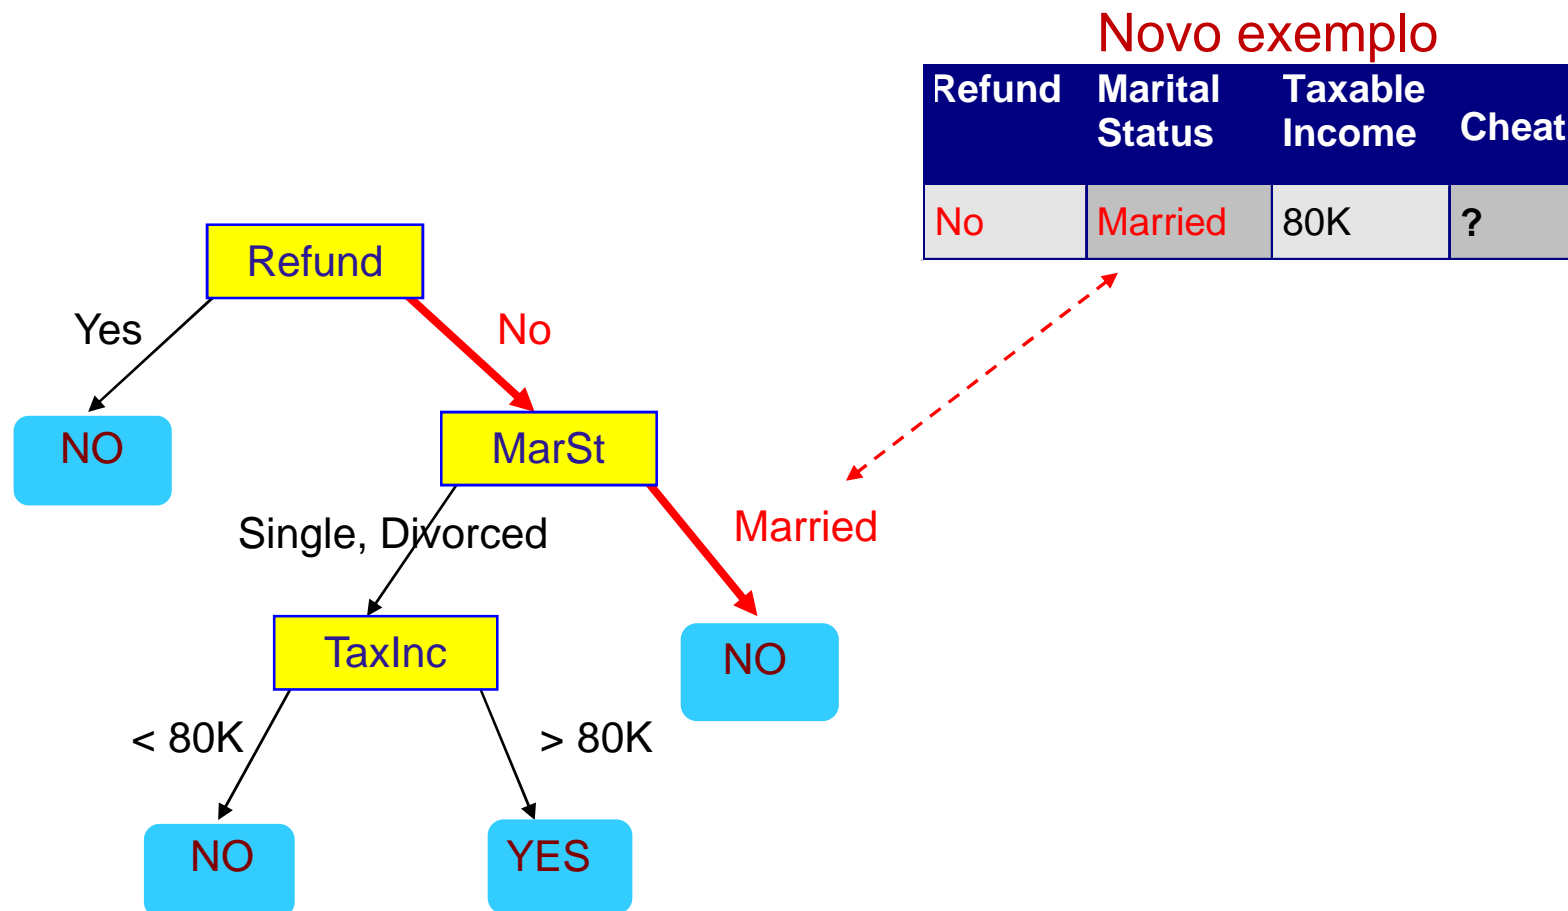 Novo exemplo
Refund Marital Status Taxable Income Cheat
No Married 80K ?
Refund
Yes No
NO
MarSt
Single, Divorced Married
TaxInc
NO
< 80K > 80K
NO YES